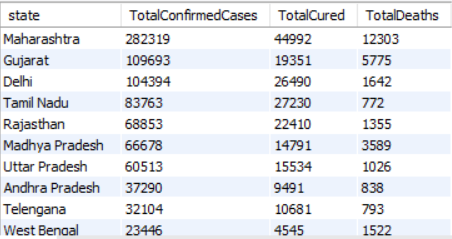 state TotalConfirmedCases TotalCured TotalDeaths
Maharashtra 282319 44992 12303
Gujarat 109693 19351 5775
Delhi 104394 26490 1642
Tamil Nadu 83763 27230 772
Rajasthan 68853 22410 1355
Madhya Pradesh 66678 14791 3589
Uttar Pradesh 60513 15534 1026
Andhra Pradesh 37290 9491 838
Telengana 32104 10681 793
West Bengal 23446 4545 1522